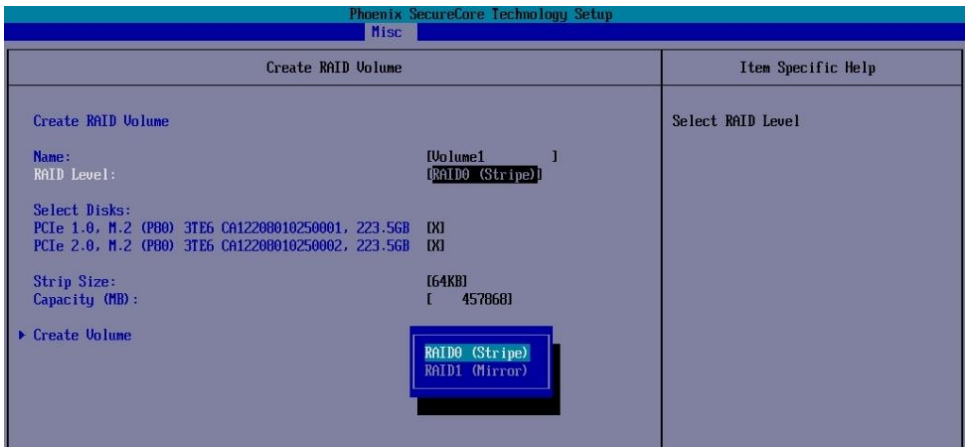 Phoenix SecureCore Technology Setup
Misc
Create RAID Volume
Item Specific Help
Create RAID Volume
Select RAID Level
Name:
[Volume1 ]
RAID Level:
[RAID0 (Stripe)]
Select Disks:
PCIe 1.0, M.2 (P80) 3TE6 CA12208010250001, 223.5GB [X]
PCIe 2.0, M.2 (P80) 3TE6 CA12208010250002, 223.5GB [X]
Strip Size: [64KB]
Capacity (MB): [ 457868]
Create Volume
RAID0 (Stripe)
RAID1 (Mirror)